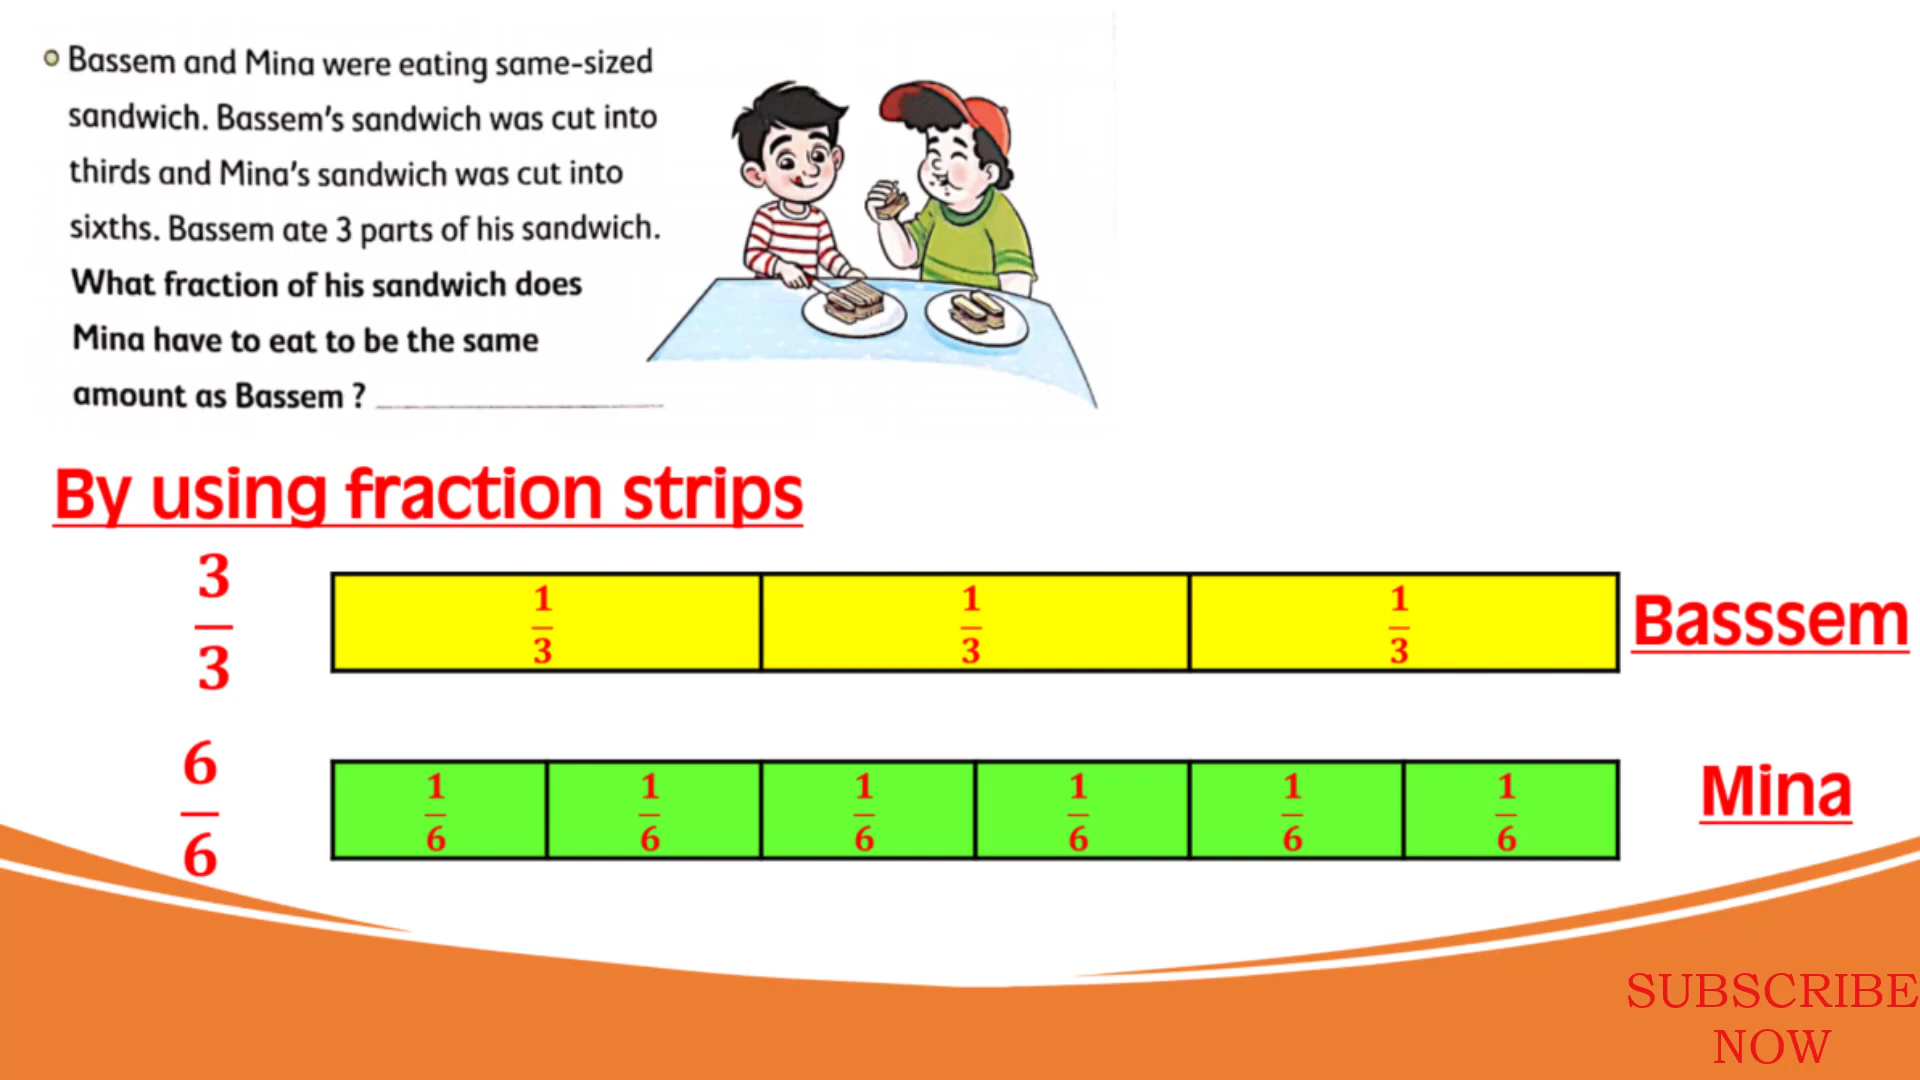 Bassem and Mina were eating same-sized
sandwich. Bassem's sandwich was cut into
thirds and Mina's sandwich was cut into
sixths. Bassem ate 3 parts of his sandwich.
What fraction of his sandwich does
Mina have to eat to be the same
amount as Bassem ?
By using fraction strips
3/3 1/3 1/3 1/3 Basssem
6/6 1/6 1/6 1/6 1/6 1/6 1/6 Mina
SUBSCRIBE
NOW